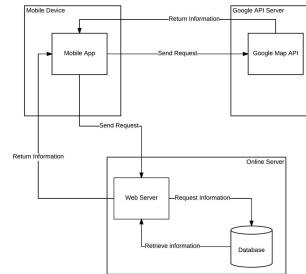 Mobile Device
Google API Server
Return Information
Mobile App
Send Request
Google Map API
Send Request
Return Information
Online Server
Web Server
Request Information
Retrieve information
Database